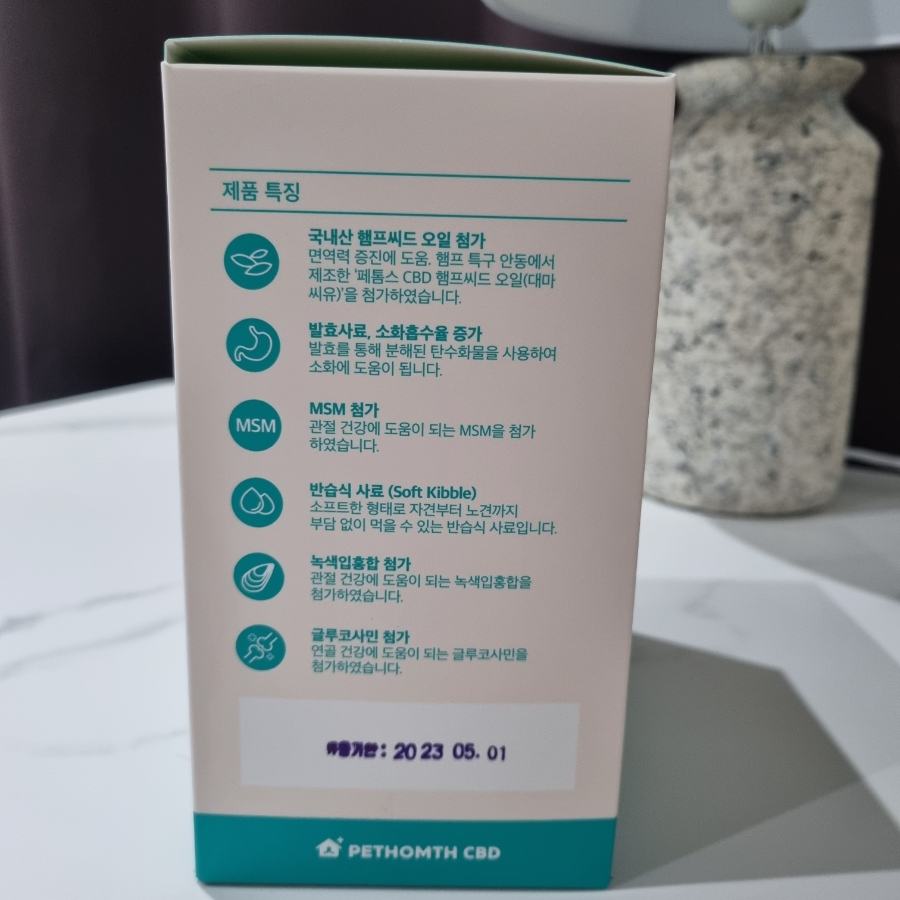 제품 특징
국내산 햄프씨드 오일 첨가
면역력 증진에 도움. 햄프 특구 안동에서
제조한 '페톰스 CBD 햄프씨드 오일(대마
씨유)'을 첨가하였습니다.
발효사료, 소화흡수율 증가
발효를 통해 분해된 탄수화물을 사용하여
소화에 도움이 됩니다.
MSM
MSM 첨가
관절 건강에 도움이 되는 MSM을 첨가
하였습니다.
반습식 사료 (Soft Kibble)
소프트한 형태로 자견부터 노견까지
부담 없이 먹을 수 있는 반습식 사료입니다.
녹색입홍합 첨가
관절 건강에 도움이 되는 녹색입홍합을
첨가하였습니다.
글루코사민 첨가
연골 건강에 도움이 되는 글루코사민을
첨가하였습니다.
유통기한: 2023 05. 01
PETHOMTH CBD